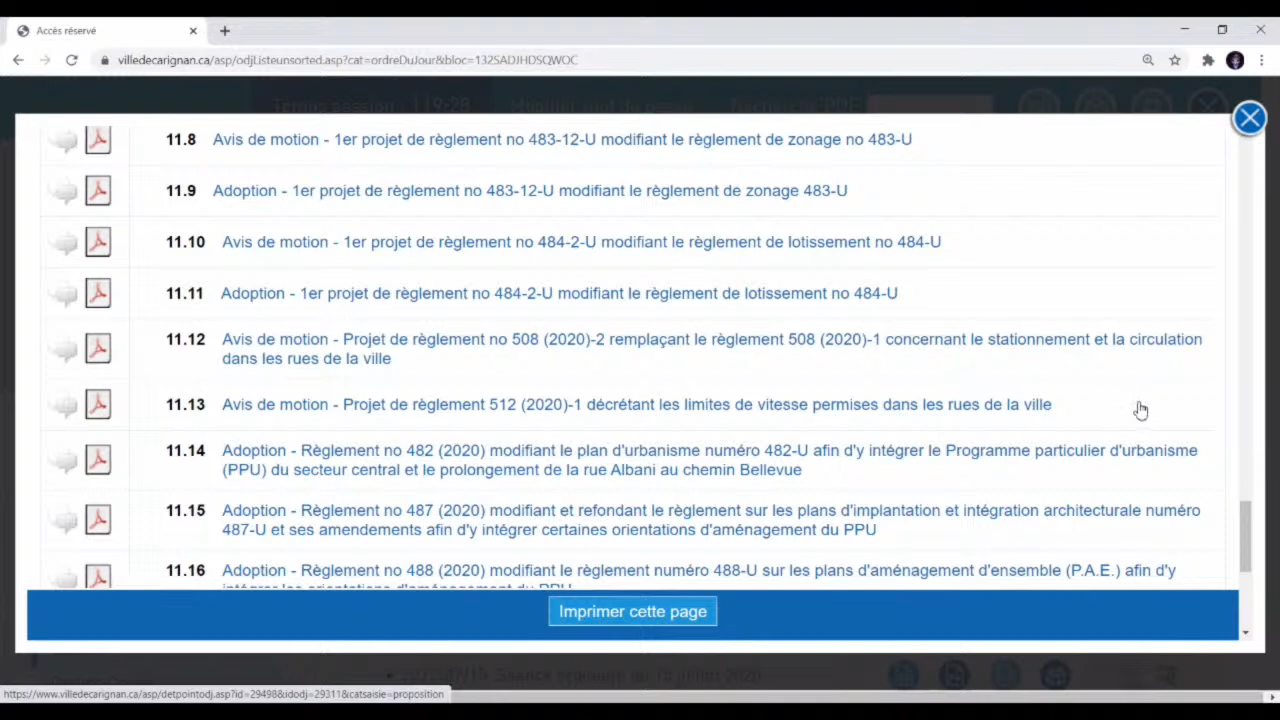 Accès réservé
villedecarignan.ca/asp/odjListeunsorted.asp?cat=ordreDuJour&bloc=132SADJHDSQWOC
11.8 Avis de motion - 1er projet de règlement no 483-12-U modifiant le règlement de zonage no 483-U
11.9 Adoption - 1er projet de règlement no 483-12-U modifiant le règlement de zonage 483-U
11.10 Avis de motion - 1er projet de règlement no 484-2-U modifiant le règlement de lotissement no 484-U
11.11 Adoption - 1er projet de règlement no 484-2-U modifiant le règlement de lotissement no 484-U
11.12 Avis de motion - Projet de règlement no 508 (2020)-2 remplaçant le règlement 508 (2020)-1 concernant le stationnement et la circulation
dans les rues de la ville
11.13 Avis de motion - Projet de règlement 512 (2020)-1 décrétant les limites de vitesse permises dans les rues de la ville
11.14 Adoption - Règlement no 482 (2020) modifiant le plan d'urbanisme numéro 482-U afin d'y intégrer le Programme particulier d'urbanisme
(PPU) du secteur central et le prolongement de la rue Albani au chemin Bellevue
11.15 Adoption - Règlement no 487 (2020) modifiant et refondant le règlement sur les plans d'implantation et intégration architecturale numéro
487-U et ses amendements afin d'y intégrer certaines orientations d'aménagement du PPU
11.16 Adoption - Règlement no 488 (2020) modifiant le règlement numéro 488-U sur les plans d'aménagement d'ensemble (P.A.E.) afin d'y
intégrer les orientations d'aménagement du PPU
Imprimer cette page
https://www.villedecarignan.ca/asp/detpointodj.asp?id=29498&idodj=29311&catsaisie=proposition